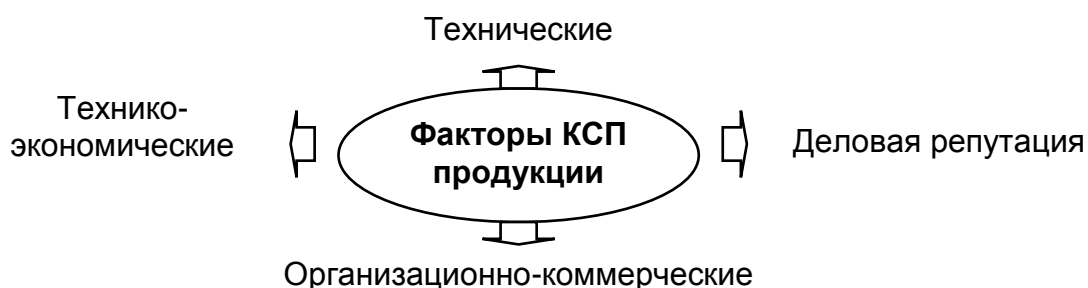 Технические
Технико-
экономические
Факторы КСП
продукции
Деловая репутация
Организационно-коммерческие